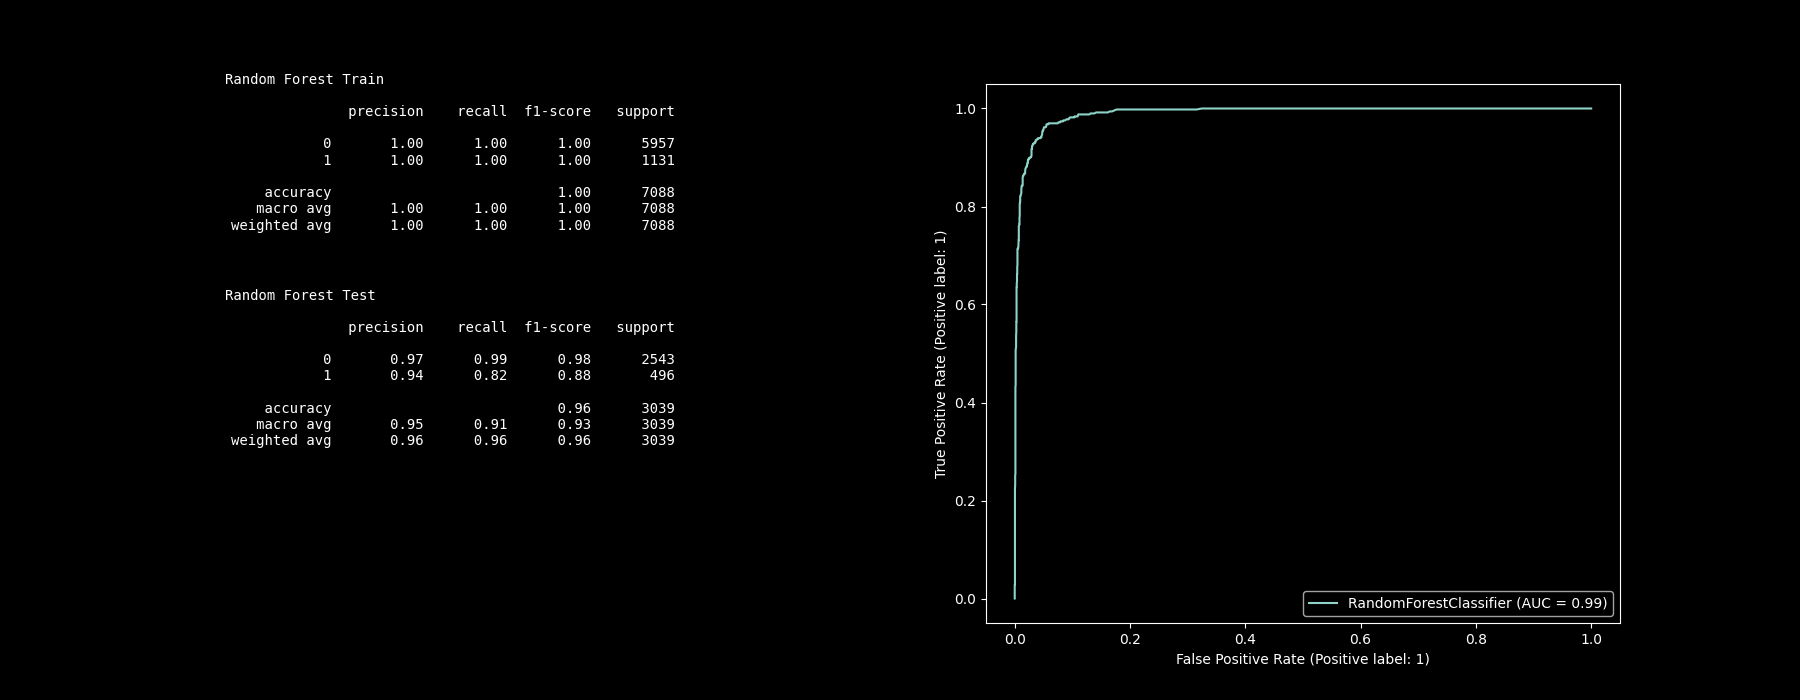 Random Forest Train
precision recall f1-score support
0 1.00 1.00 1.00 5957
1 1.00 1.00 1.00 1131
accuracy 1.00 7088
macro avg 1.00 1.00 1.00 7088
weighted avg 1.00 1.00 1.00 7088
Random Forest Test
precision recall f1-score support
0 0.97 0.99 0.98 2543
1 0.94 0.82 0.88 496
accuracy 0.96 3039
macro avg 0.95 0.91 0.93 3039
weighted avg 0.96 0.96 0.96 3039
True Positive Rate (Positive label: 1)
1.0
0.8
0.6
0.4
0.2
0.0
RandomForestClassifier (AUC = 0.99)
0.0 0.2 0.4 0.6 0.8 1.0
False Positive Rate (Positive label: 1)